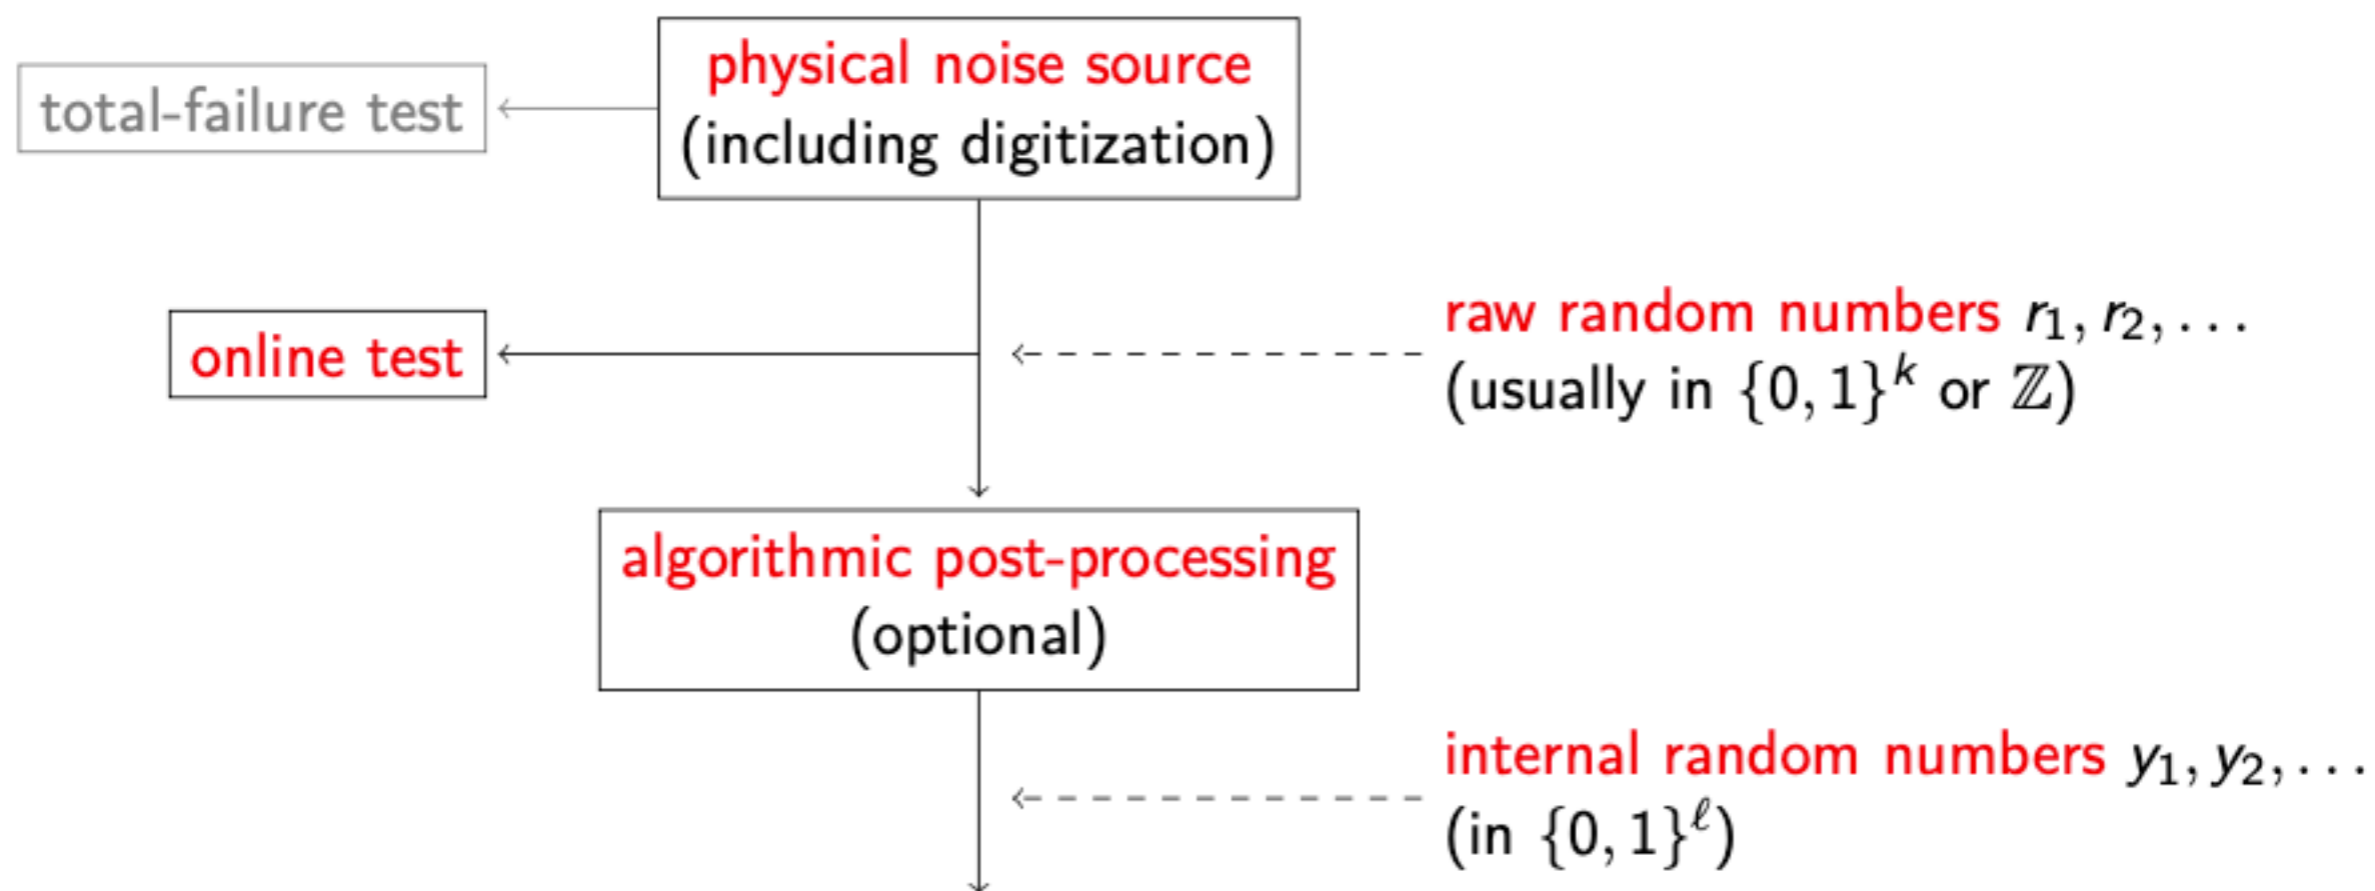 physical noise source
(including digitization)
total-failure test
online test
raw random numbers r₁, r₂, . . .
(usually in {0, 1}ᵏ or ℤ)
algorithmic post-processing
(optional)
internal random numbers y₁, y₂, . . .
(in {0, 1}^ℓ)